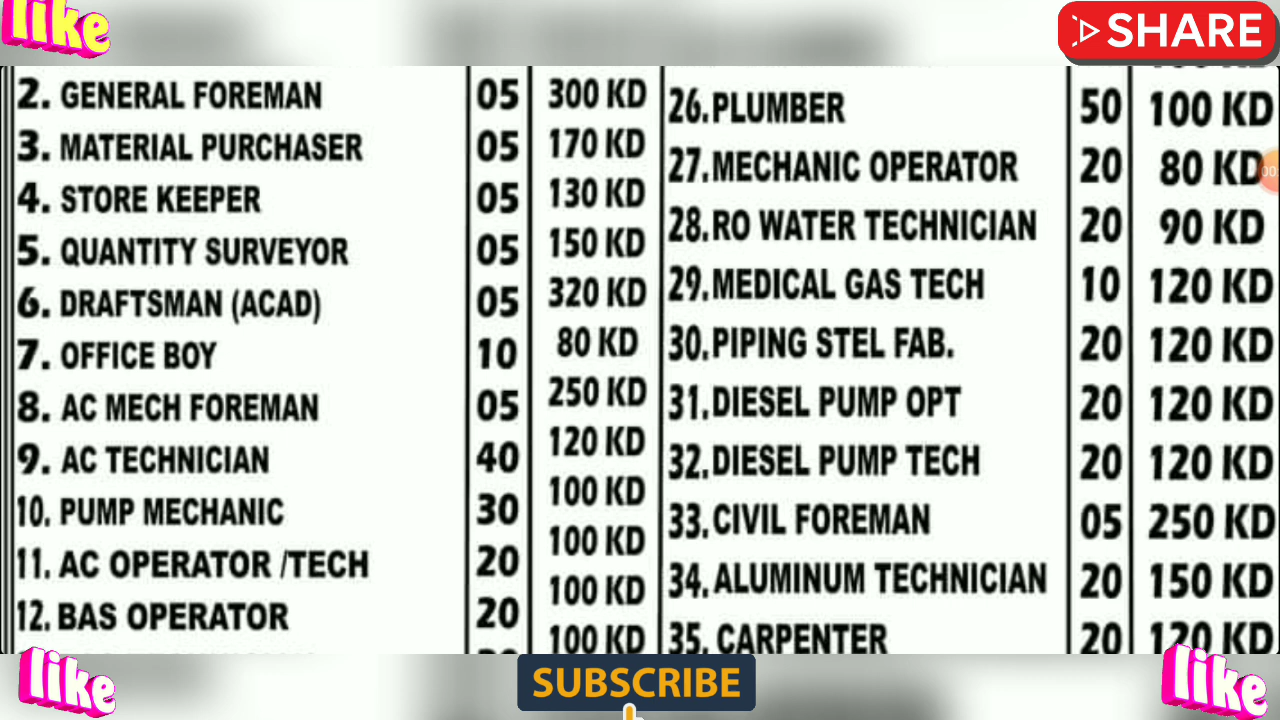 like
SHARE
2. GENERAL FOREMAN 05 300 KD
3. MATERIAL PURCHASER 05 170 KD
4. STORE KEEPER 05 130 KD
5. QUANTITY SURVEYOR 05 150 KD
6. DRAFTSMAN (ACAD) 05 320 KD
7. OFFICE BOY 10 80 KD
8. AC MECH FOREMAN 05 250 KD
9. AC TECHNICIAN 40 120 KD
10. PUMP MECHANIC 30 100 KD
11. AC OPERATOR /TECH 20 100 KD
12. BAS OPERATOR 20 100 KD
100 KD
26. PLUMBER 50 100 KD
27. MECHANIC OPERATOR 20 80 KD
28. RO WATER TECHNICIAN 20 90 KD
29. MEDICAL GAS TECH 10 120 KD
30. PIPING STEL FAB. 20 120 KD
31. DIESEL PUMP OPT 20 120 KD
32. DIESEL PUMP TECH 20 120 KD
33. CIVIL FOREMAN 05 250 KD
34. ALUMINUM TECHNICIAN 20 150 KD
35. CARPENTER 20 120 KD
like
SUBSCRIBE
like